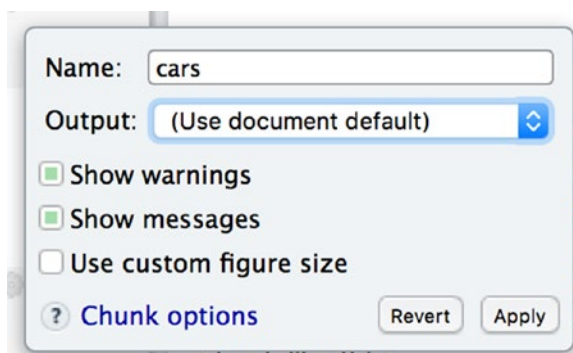 Name: cars
Output: (Use document default)
Show warnings
Show messages
Use custom figure size
? Chunk options Revert Apply